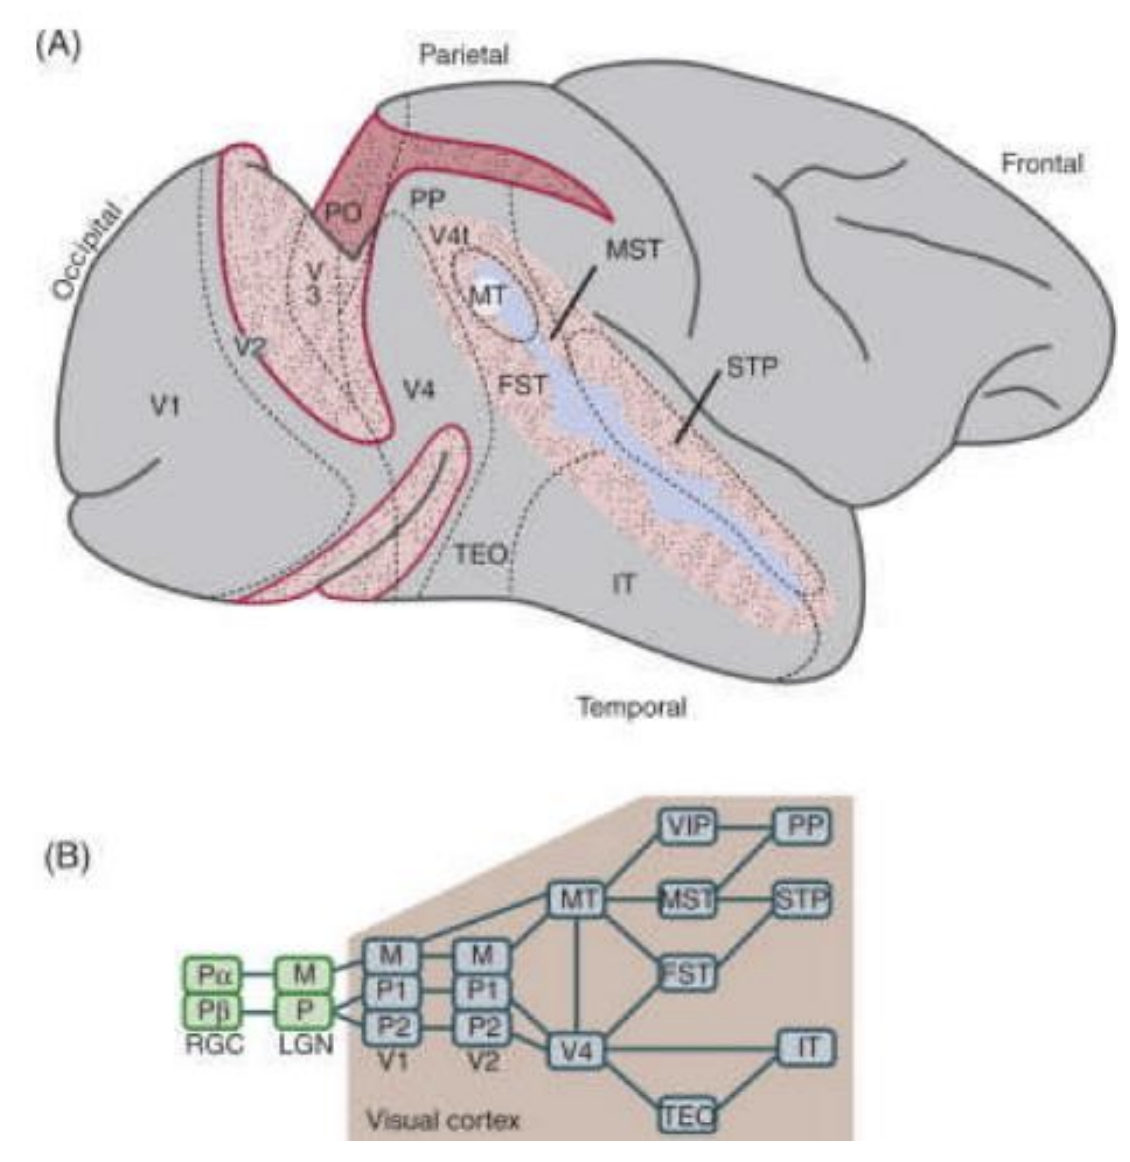 (A)
Parietal
Frontal
Occipital
PO
PP
V4t
MST
V
3
MT
V2
STP
FST
V4
V1
TEO
IT
Temporal
(B)
VIP
PP
MT
MST
STP
M
M
Pα
M
FST
P1
P1
Pβ
P
P2
P2
RGC
LGN
V4
IT
V1
V2
TEO
Visual cortex